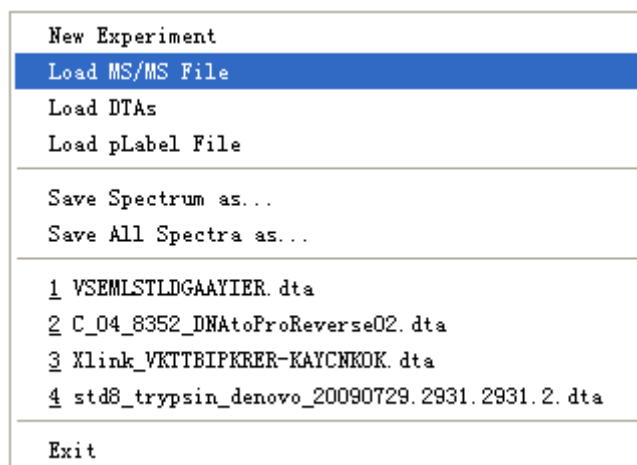 New Experiment
Load MS/MS File
Load DTAs
Load pLabel File
Save Spectrum as...
Save All Spectra as...
1 VSEMLSTLDGAAYIER.dta
2 C_04_8352_DNAtoProReverse02.dta
3 Xlink_VKTTBIPKRER-KAYCNKOK.dta
4 std8_trypsin_denovo_20090729.2931.2931.2.dta
Exit